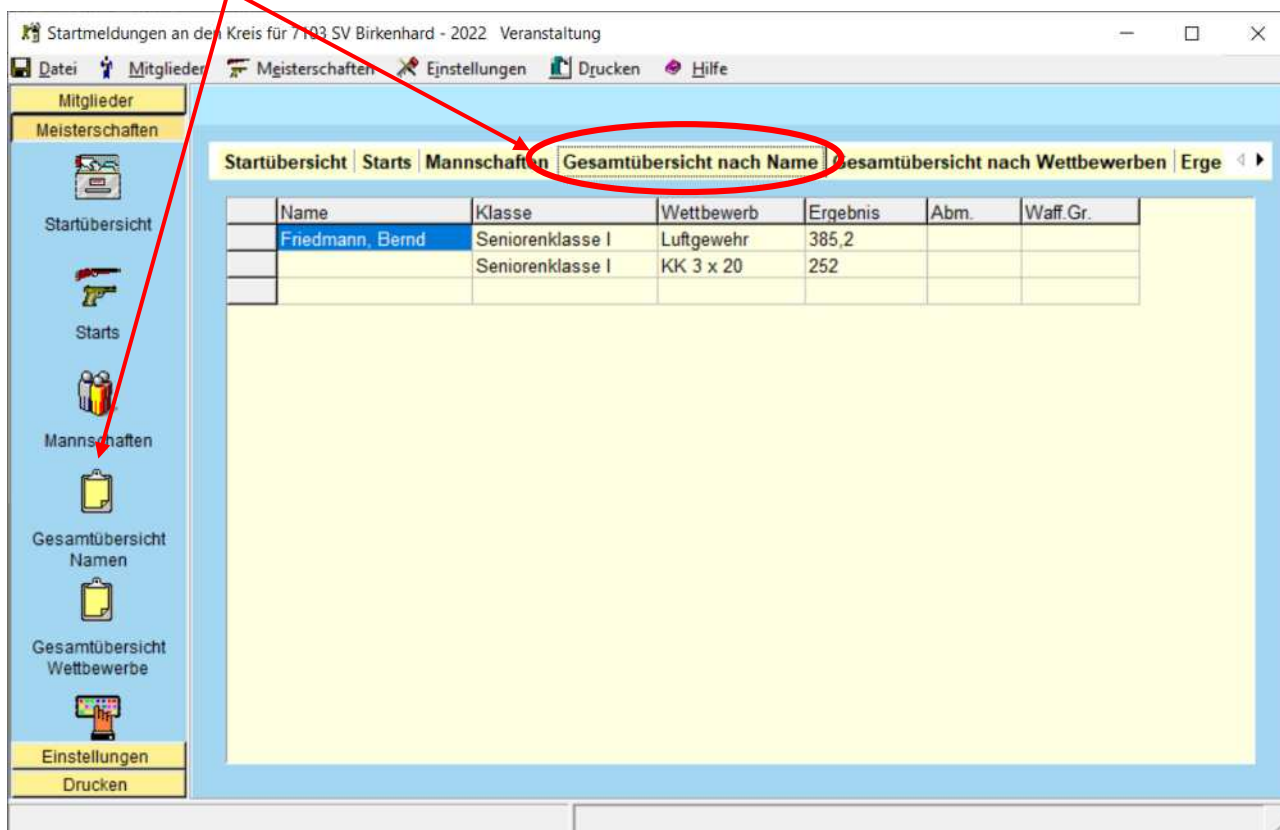 Startmeldungen an den Kreis für 7193 SV Birkenhard - 2022 Veranstaltung
Datei Mitglieder Meisterschaften Einstellungen Drucken Hilfe
Mitglieder
Meisterschaften
Startübersicht
Starts
Mannschaften
Gesamtübersicht
Namen
Gesamtübersicht
Wettbewerbe
Einstellungen
Drucken
Startübersicht Starts Mannschaften Gesamtübersicht nach Name Gesamtübersicht nach Wettbewerben Erge
Name Klasse Wettbewerb Ergebnis Abm. Waff.Gr.
Friedmann, Bernd Seniorenklasse I Luftgewehr 385,2
Seniorenklasse I KK 3 x 20 252